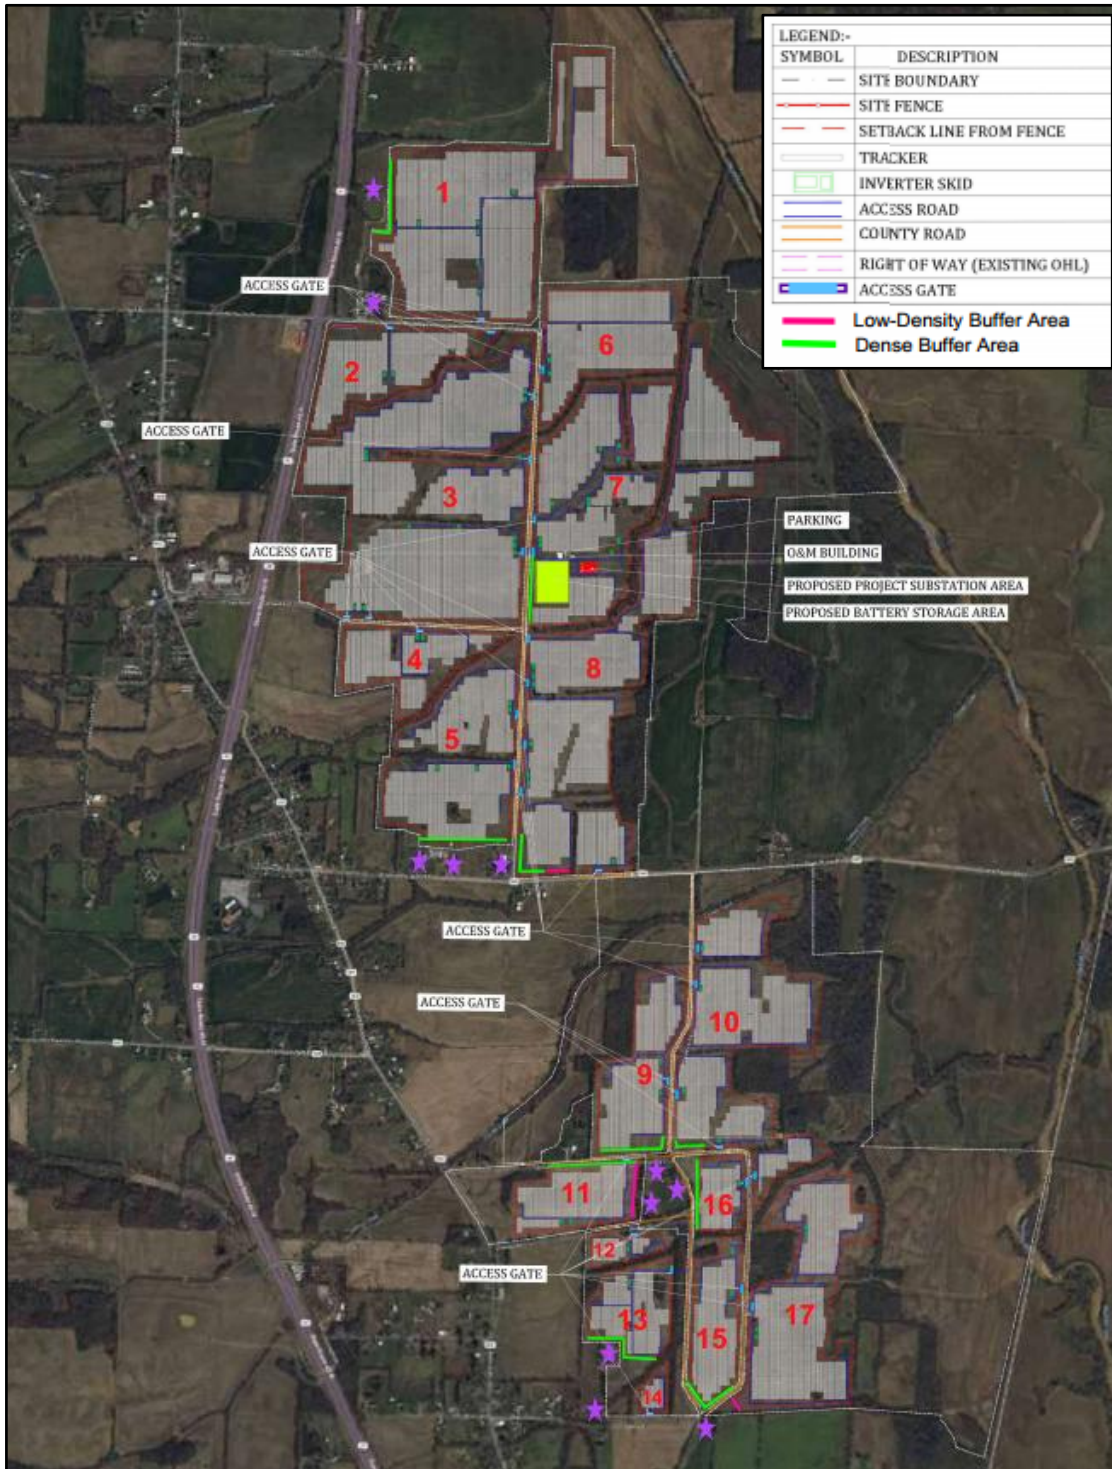 LEGEND:-
SYMBOL DESCRIPTION
SITE BOUNDARY
SITE FENCE
SETBACK LINE FROM FENCE
TRACKER
INVERTER SKID
ACCESS ROAD
COUNTY ROAD
RIGHT OF WAY (EXISTING OHL)
ACCESS GATE
Low-Density Buffer Area
Dense Buffer Area
1
ACCESS GATE
2
6
ACCESS GATE
3
7
PARKING
ACCESS GATE
O&M BUILDING
PROPOSED PROJECT SUBSTATION AREA
PROPOSED BATTERY STORAGE AREA
4
8
5
ACCESS GATE
ACCESS GATE
10
9
11
16
12
ACCESS GATE
13
15
17
14